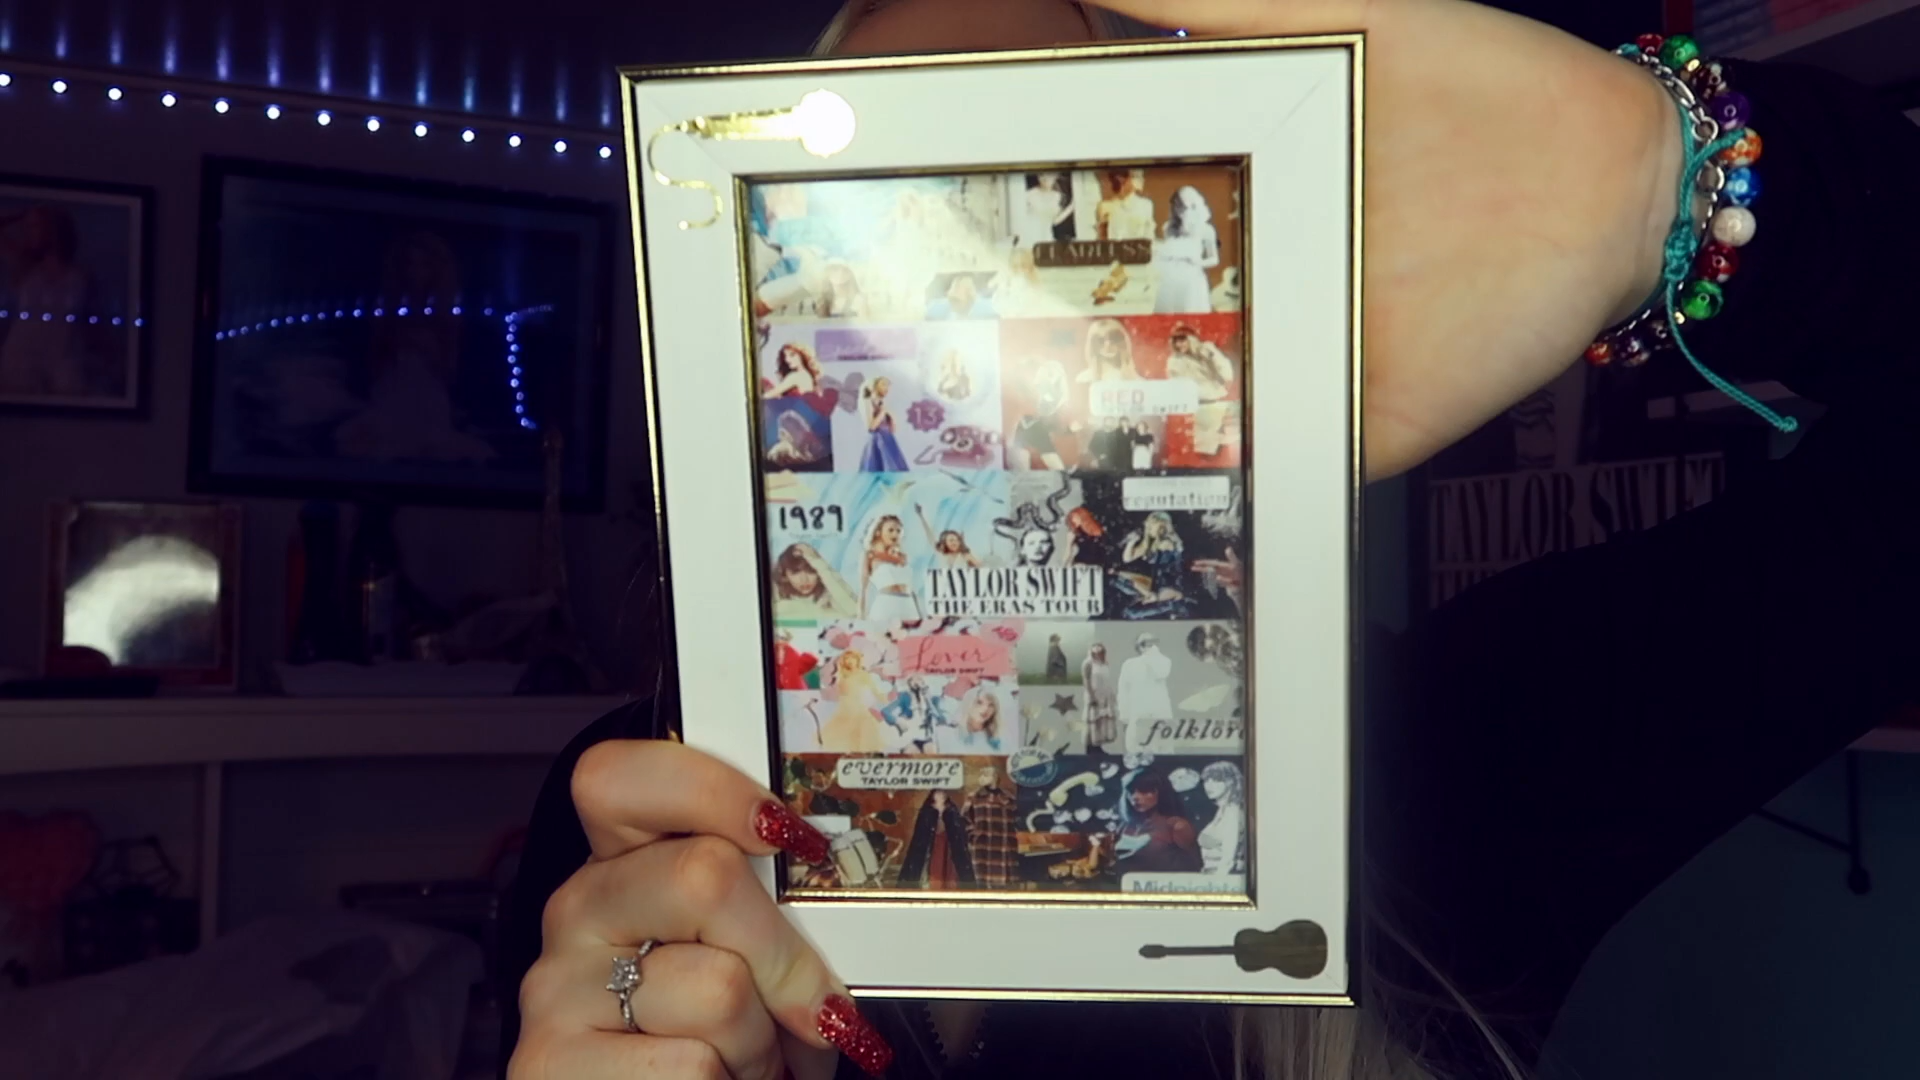 FEARLESS
13
RED
TAYLOR SWIFT
1989
reputation
TAYLOR SWIFT
THE ERAS TOUR
Lover
TAYLOR SWIFT
folklore
evermore
TAYLOR SWIFT
Midnights
TAYLOR SWIFT